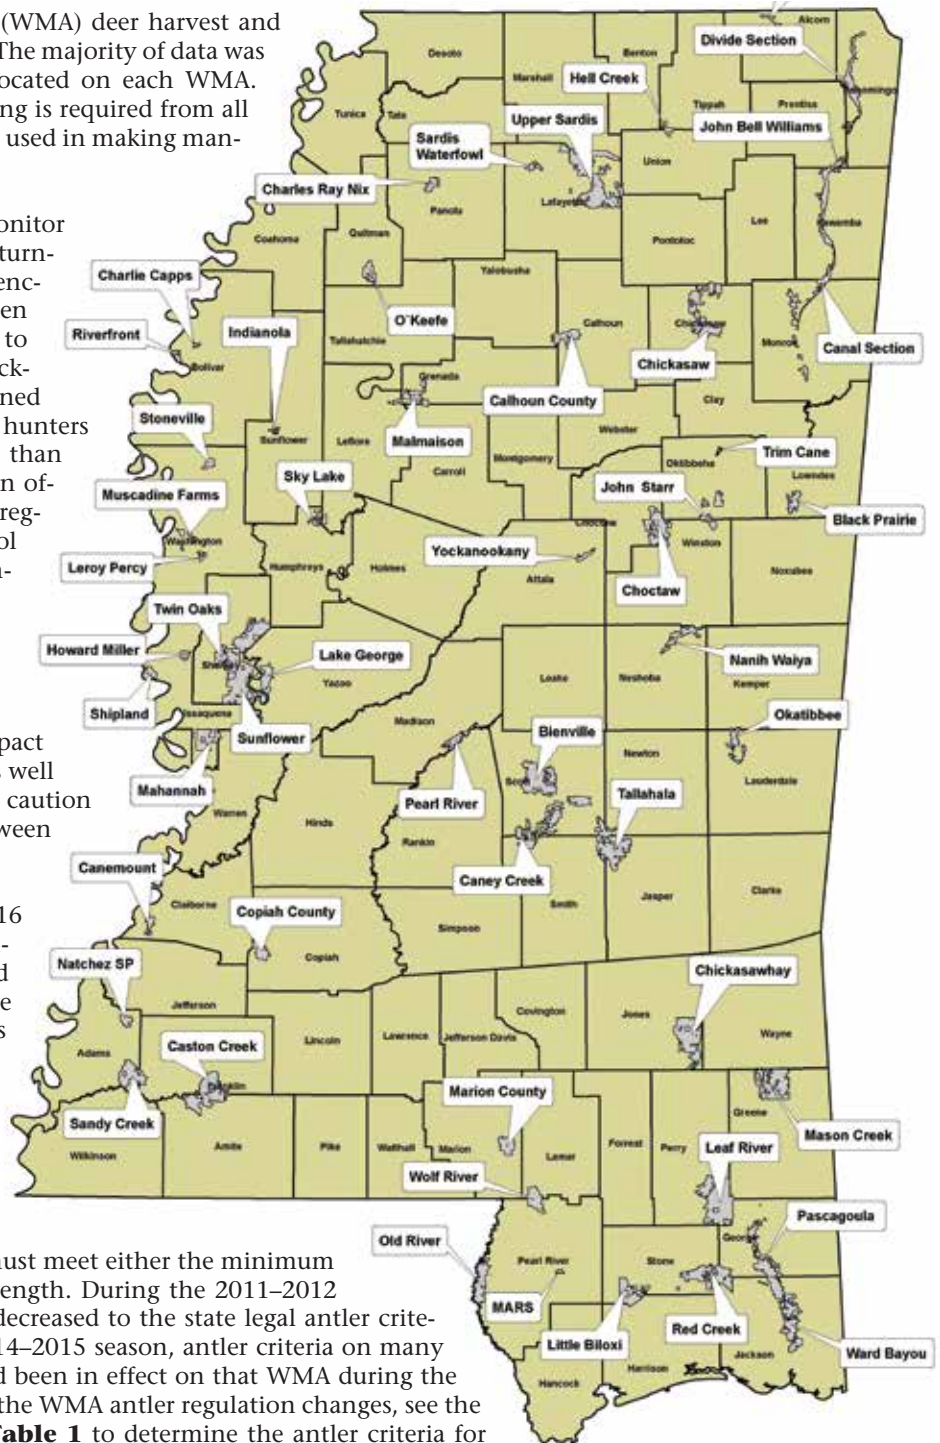 (WMA) deer harvest and
The majority of data was
ocated on each WMA.
ng is required from all
used in making man-
onitor
turn-
enc-
en
to
ck-
ned
hunters
than
n of-
reg-
ol
n-
pact
well
caution
ween
16
d
e
s
ust meet either the minimum
ength. During the 2011–2012
decreased to the state legal antler crite-
14–2015 season, antler criteria on many
d been in effect on that WMA during the
the WMA antler regulation changes, see the
Table 1 to determine the antler criteria for
Alcorn
Divide Section
Desoto
Benton
Marshall
Hell Creek
Tippah
Prentiss
Tunica
Tate
Upper Sardis
John Bell Williams
Sardis
Waterfowl
Union
Charles Ray Nix
Panola
Lafayette
Lee
Itawamba
Coahoma
Quitman
Pontotoc
Yalobusha
Charlie Capps
O'Keefe
Riverfront
Indianola
Tallahatchie
Calhoun
Chickasaw
Monroe
Canal Section
Bolivar
Chickasaw
Grenada
Calhoun County
Clay
Stoneville
Sunflower
Leflore
Malmaison
Webster
Carroll
Montgomery
Oktibbeha
Trim Cane
Lowndes
Sky Lake
John Starr
Muscadine Farms
Choctaw
Black Prairie
Washington
Winston
Leroy Percy
Humphreys
Holmes
Yockanookany
Attala
Noxubee
Choctaw
Twin Oaks
Howard Miller
Sharkey
Lake George
Yazoo
Leake
Neshoba
Nanih Waiya
Kemper
Shipland
Issaquena
Madison
Okatibbee
Sunflower
Bienville
Newton
Mahannah
Scott
Lauderdale
Pearl River
Tallahala
Warren
Hinds
Rankin
Canemount
Caney Creek
Claiborne
Copiah County
Smith
Jasper
Clarke
Simpson
Natchez SP
Copiah
Chickasawhay
Jefferson
Covington
Jones
Wayne
Lincoln
Lawrence
Jefferson Davis
Adams
Caston Creek
Franklin
Marion County
Greene
Sandy Creek
Mason Creek
Wilkinson
Amite
Pike
Walthall
Marion
Lamar
Forrest
Perry
Leaf River
Wolf River
Pascagoula
Old River
George
Pearl River
Stone
MARS
Little Biloxi
Red Creek
Ward Bayou
Jackson
Hancock
Harrison